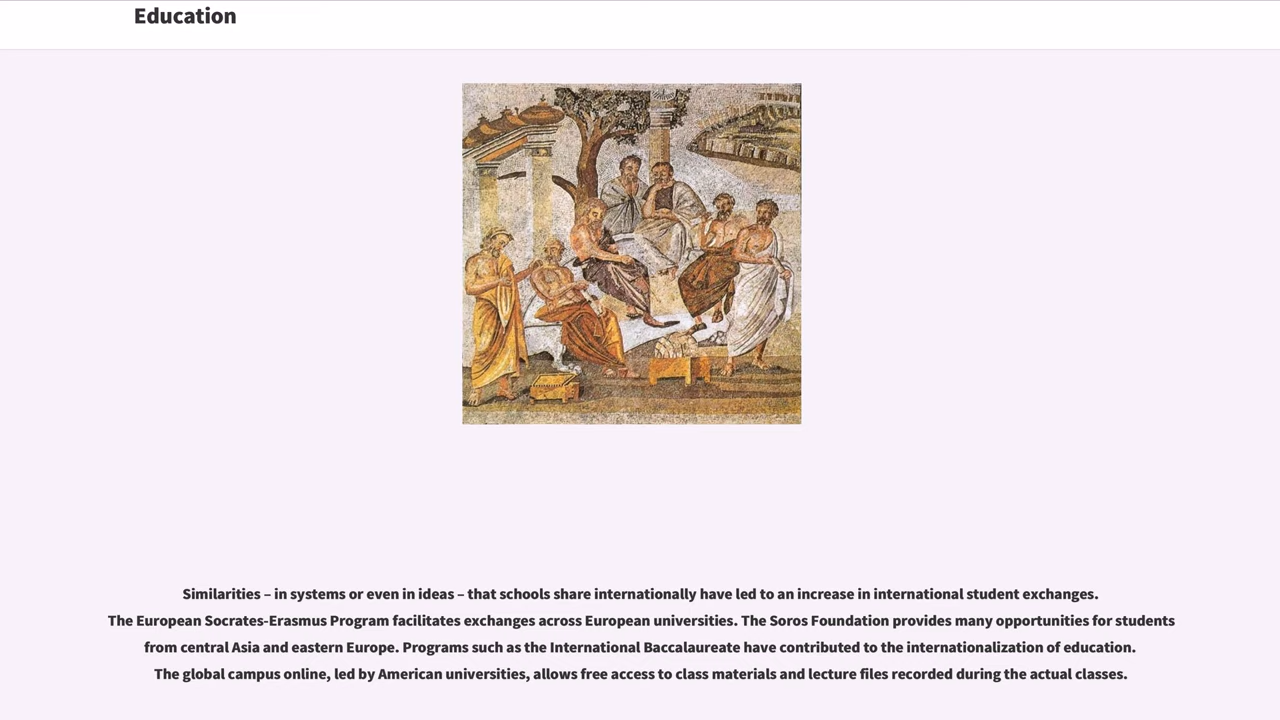 Education
Similarities – in systems or even in ideas – that schools share internationally have led to an increase in international student exchanges.
The European Socrates-Erasmus Program facilitates exchanges across European universities. The Soros Foundation provides many opportunities for students
from central Asia and eastern Europe. Programs such as the International Baccalaureate have contributed to the internationalization of education.
The global campus online, led by American universities, allows free access to class materials and lecture files recorded during the actual classes.